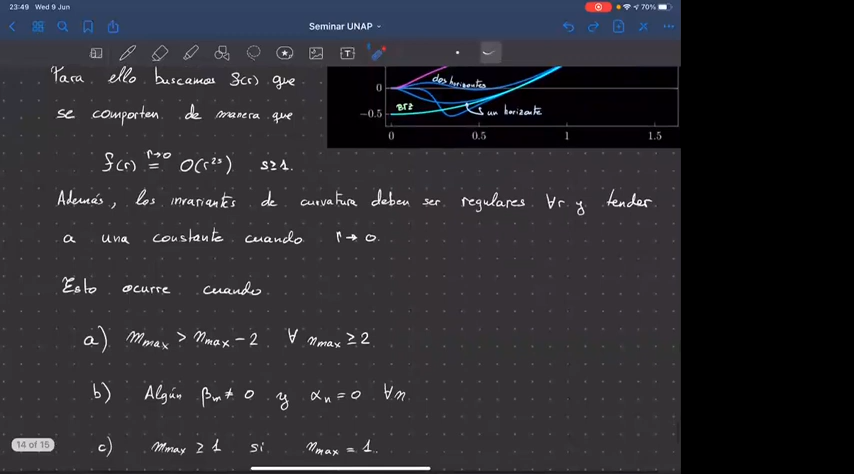 23:49 Wed 9 Jun
70%
Seminar UNAP
Para ello buscamos f(r) que
se comporten de manera que
f(r) =^{r→0} O(r^{2s}) s≥1.
0
-0.5
0
0.5
1
1.5
dos horizontes
BTZ
un horizonte
Además, los invariantes de curvatura deben ser regulares ∀r y tender
a una constante cuando r→0.
Esto ocurre cuando
a) m_max > n_max - 2 ∀ n_max ≥ 2
b) Algún β_m ≠ 0 y α_n = 0 ∀n
14 of 15
c) m_max ≥ 1 si n_max = 1.